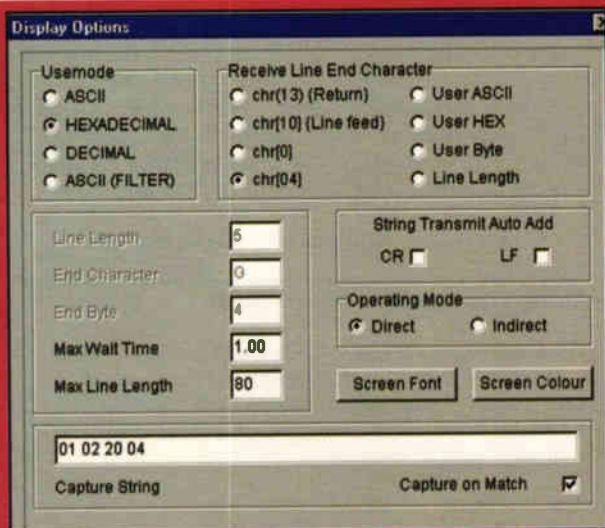 Display Options
Usemode
ASCII
HEXADECIMAL
DECIMAL
ASCII (FILTER)
Receive Line End Character
chr(13) (Return)
chr[10] (Line feed)
chr[0]
chr[04]
User ASCII
User HEX
User Byte
Line Length
Line Length 5
End Character G
End Byte 4
Max Wait Time 1.00
Max Line Length 80
String Transmit Auto Add
CR LF
Operating Mode
Direct Indirect
Screen Font Screen Colour
01 02 20 04
Capture String Capture on Match